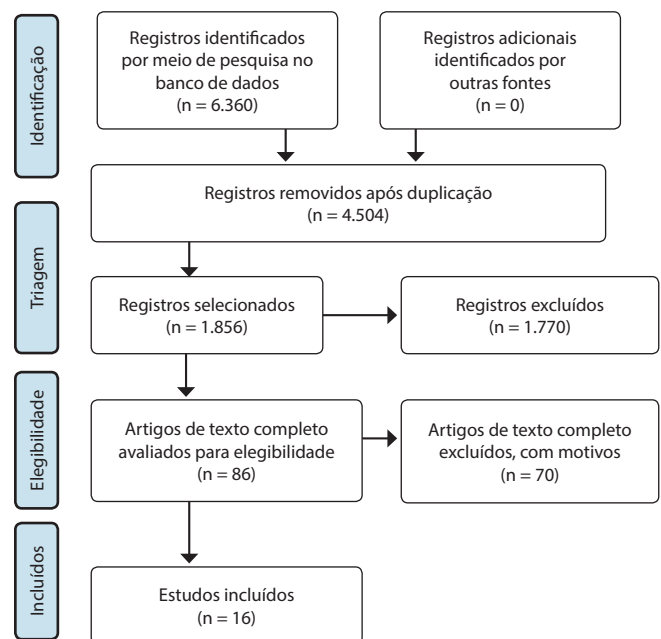 Identificação
Registros identificados
por meio de pesquisa no
banco de dados
(n = 6.360)
Registros adicionais
identificados por
outras fontes
(n = 0)
Registros removidos após duplicação
(n = 4.504)
Triagem
Registros selecionados
(n = 1.856)
Registros excluídos
(n = 1.770)
Elegibilidade
Artigos de texto completo
avaliados para elegibilidade
(n = 86)
Artigos de texto completo
excluídos, com motivos
(n = 70)
Incluídos
Estudos incluídos
(n = 16)